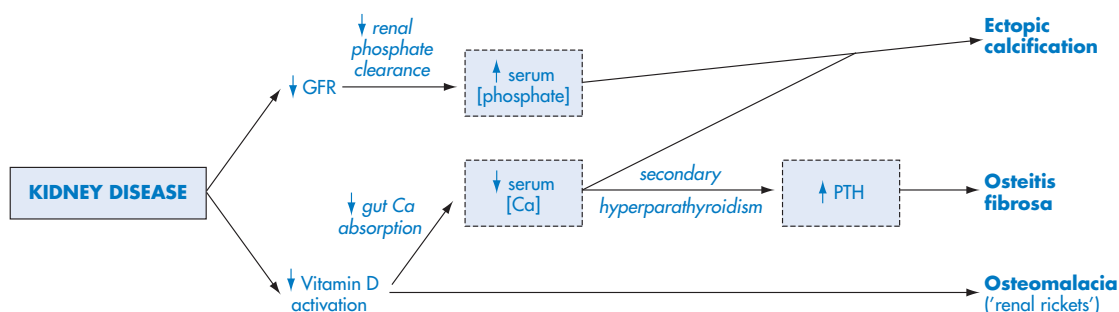 ↓ renal
phosphate
clearance
Ectopic
calcification
↓ GFR
↑ serum
[phosphate]
KIDNEY DISEASE
↓ gut Ca
absorption
↓ serum
[Ca]
secondary
hyperparathyroidism
↑ PTH
Osteitis
fibrosa
↓ Vitamin D
activation
Osteomalacia
('renal rickets')